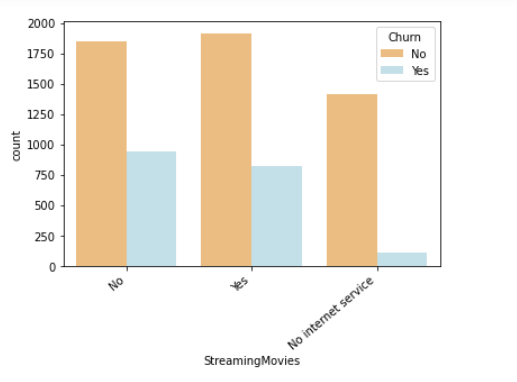 2000
1750
1500
1250
1000
750
500
250
0
count
Churn
No
Yes
No
Yes
No internet service
StreamingMovies